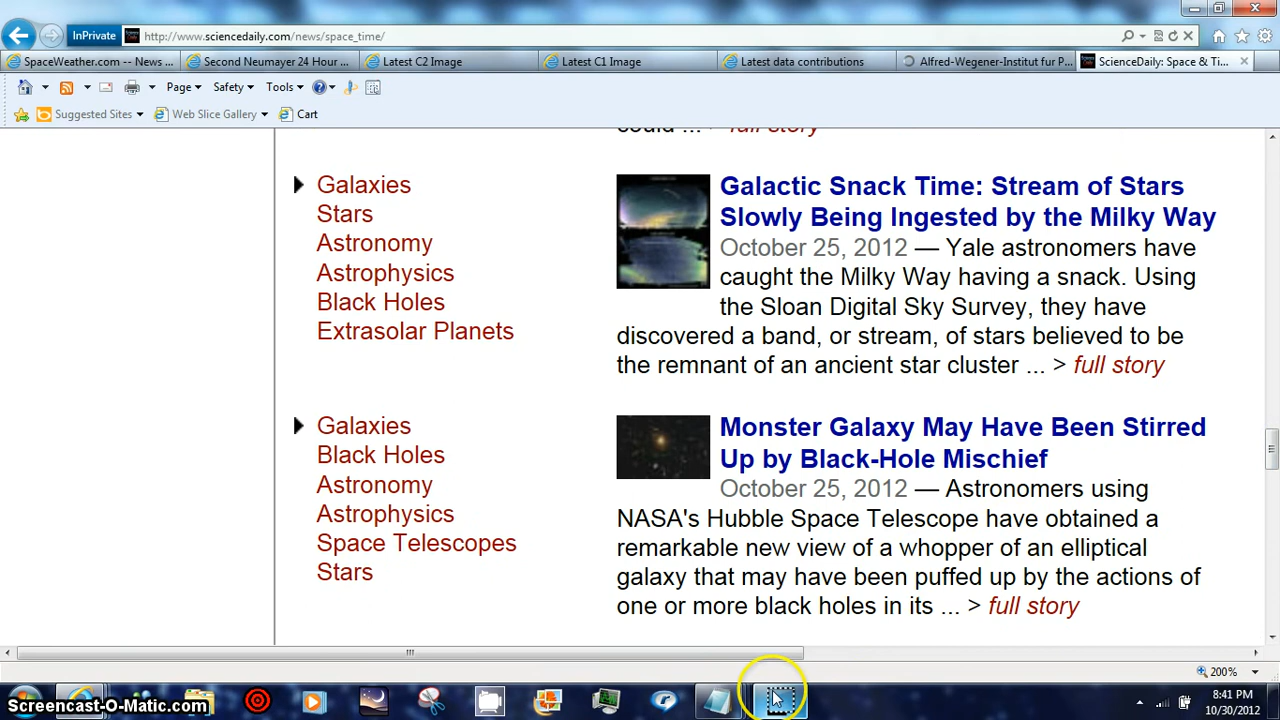 InPrivate
http://www.sciencedaily.com/news/space_time/
SpaceWeather.com -- News ...
Second Neumayer 24 Hour ...
Latest C2 Image
Latest C1 Image
Latest data contributions
Alfred-Wegener-Institut fur P...
ScienceDaily: Space & Ti...
Page
Safety
Tools
Suggested Sites
Web Slice Gallery
Cart
could ... > full story
Galaxies
Stars
Astronomy
Astrophysics
Black Holes
Extrasolar Planets
Galactic Snack Time: Stream of Stars
Slowly Being Ingested by the Milky Way
October 25, 2012 — Yale astronomers have
caught the Milky Way having a snack. Using
the Sloan Digital Sky Survey, they have
discovered a band, or stream, of stars believed to be
the remnant of an ancient star cluster ... > full story
Galaxies
Black Holes
Astronomy
Astrophysics
Space Telescopes
Stars
Monster Galaxy May Have Been Stirred
Up by Black-Hole Mischief
October 25, 2012 — Astronomers using
NASA's Hubble Space Telescope have obtained a
remarkable new view of a whopper of an elliptical
galaxy that may have been puffed up by the actions of
one or more black holes in its ... > full story
200%
Screencast-O-Matic.com
8:41 PM
10/30/2012